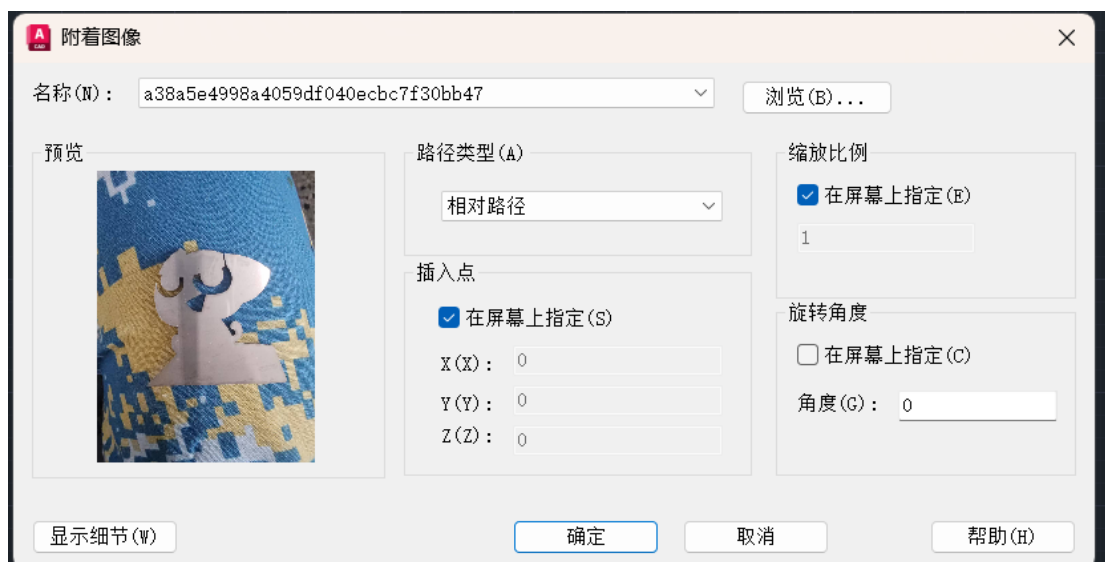 附着图像
名称(N)：
a38a5e4998a4059df040ecbc7f30bb47
浏览(B)...
预览
路径类型(A)
相对路径
插入点
在屏幕上指定(S)
X(X)： 0
Y(Y)： 0
Z(Z)： 0
缩放比例
在屏幕上指定(E)
1
旋转角度
在屏幕上指定(C)
角度(G)： 0
显示细节(W)
确定
取消
帮助(H)
A
CAD